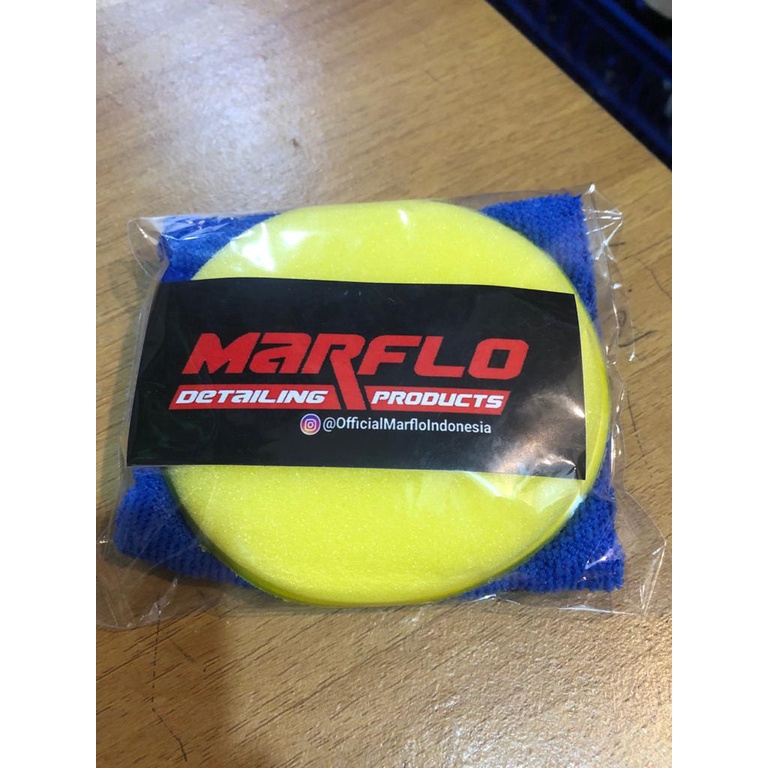 MARFLO
DETAILING PRODUCTS
@OfficialMarfloIndonesia